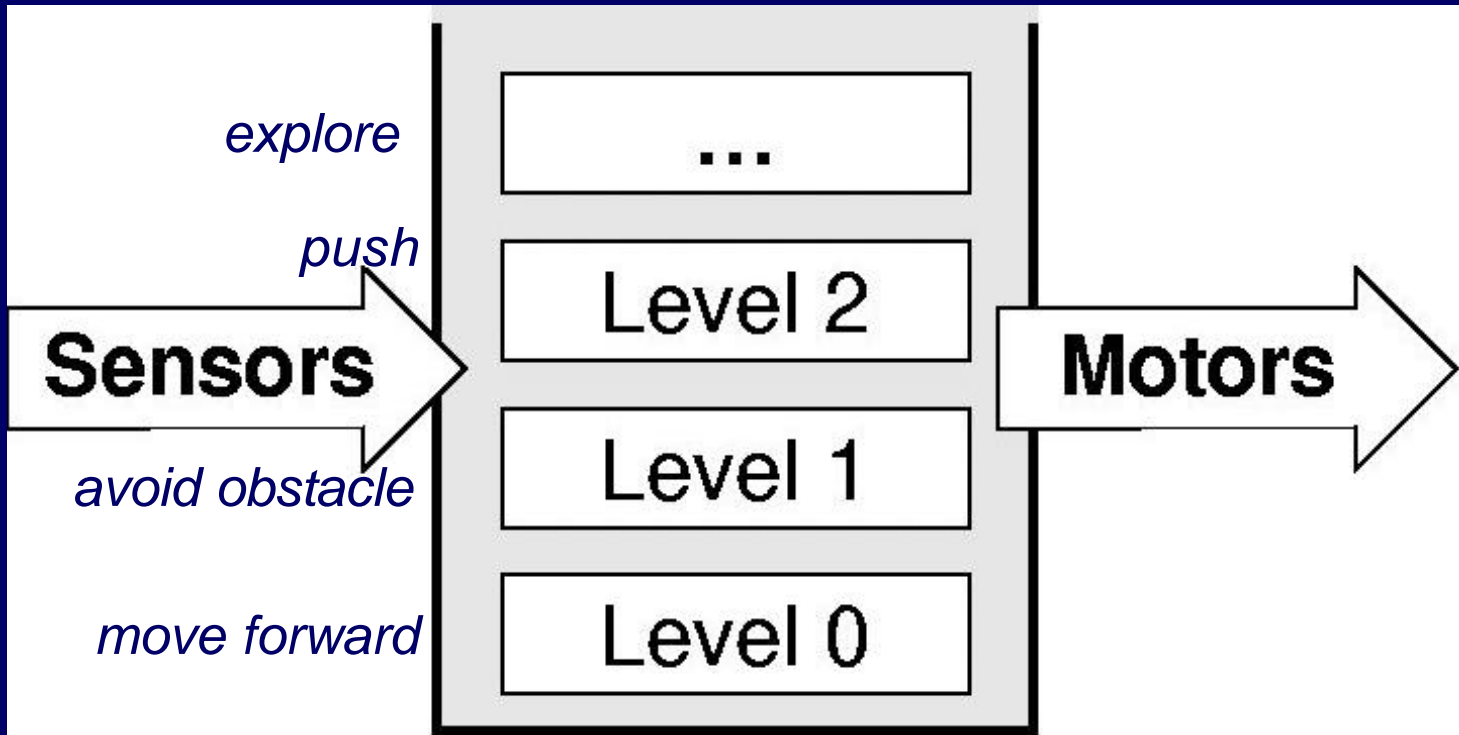 explore
...
push
Level 2
Sensors
Motors
avoid obstacle
Level 1
move forward
Level 0